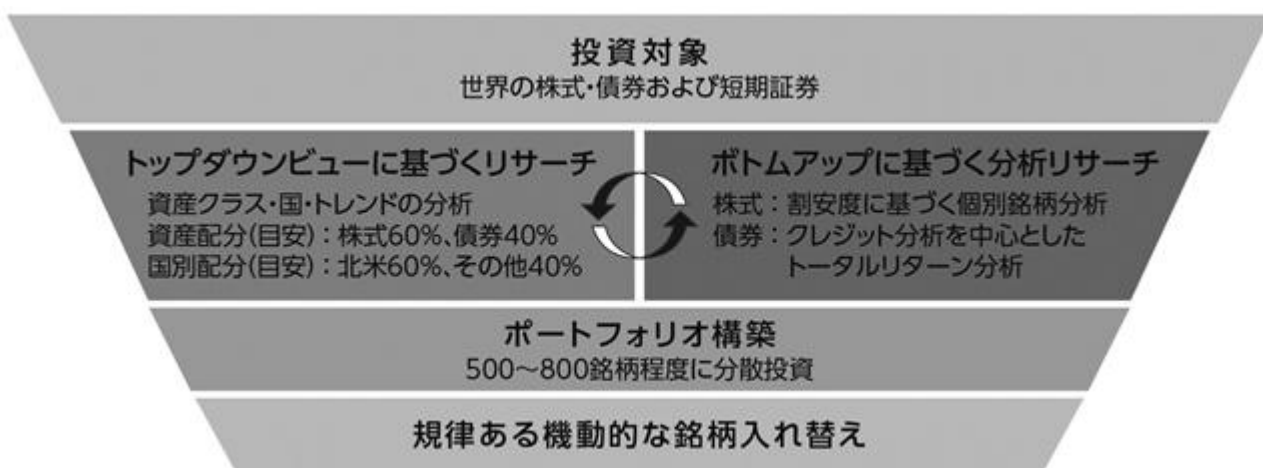 投資対象
世界の株式・債券および短期証券
トップダウンビューに基づくリサーチ
資産クラス・国・トレンドの分析
資産配分(目安)：株式60%、債券40%
国別配分(目安)：北米60%、その他40%
ボトムアップに基づく分析リサーチ
株式：割安度に基づく個別銘柄分析
債券：クレジット分析を中心とした
トータルリターン分析
ポートフォリオ構築
500～800銘柄程度に分散投資
規律ある機動的な銘柄入れ替え